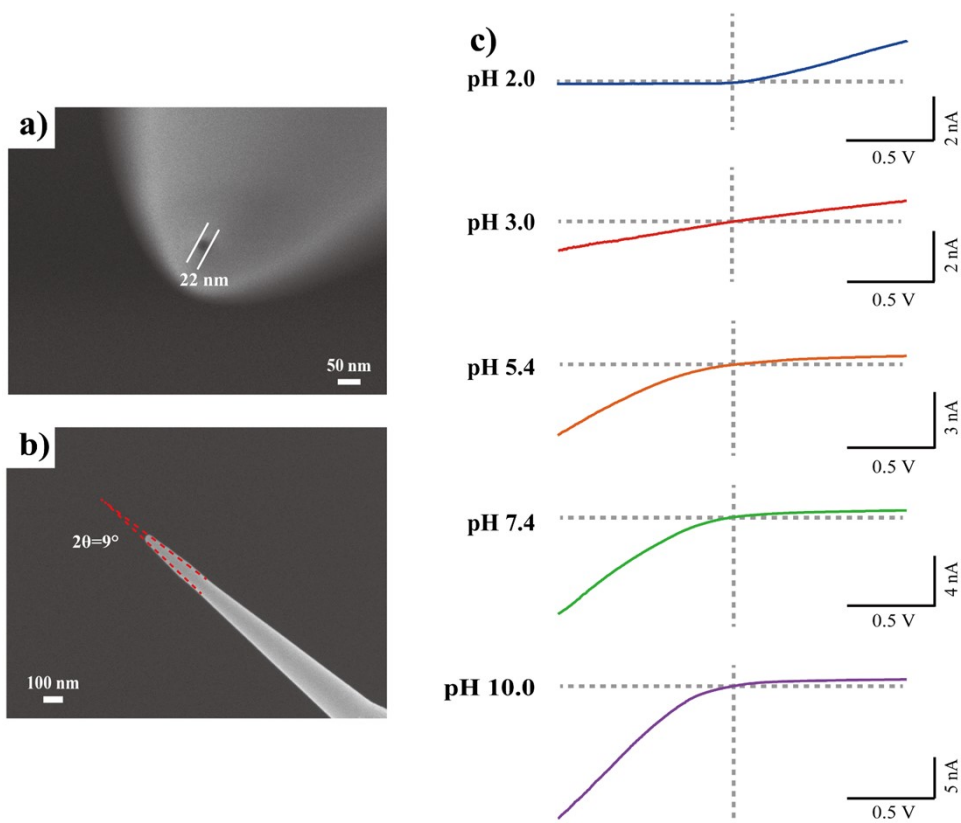 a)
22 nm
50 nm
b)
2θ=9°
100 nm
c)
pH 2.0
2 nA
0.5 V
pH 3.0
2 nA
0.5 V
pH 5.4
3 nA
0.5 V
pH 7.4
4 nA
0.5 V
pH 10.0
5 nA
0.5 V